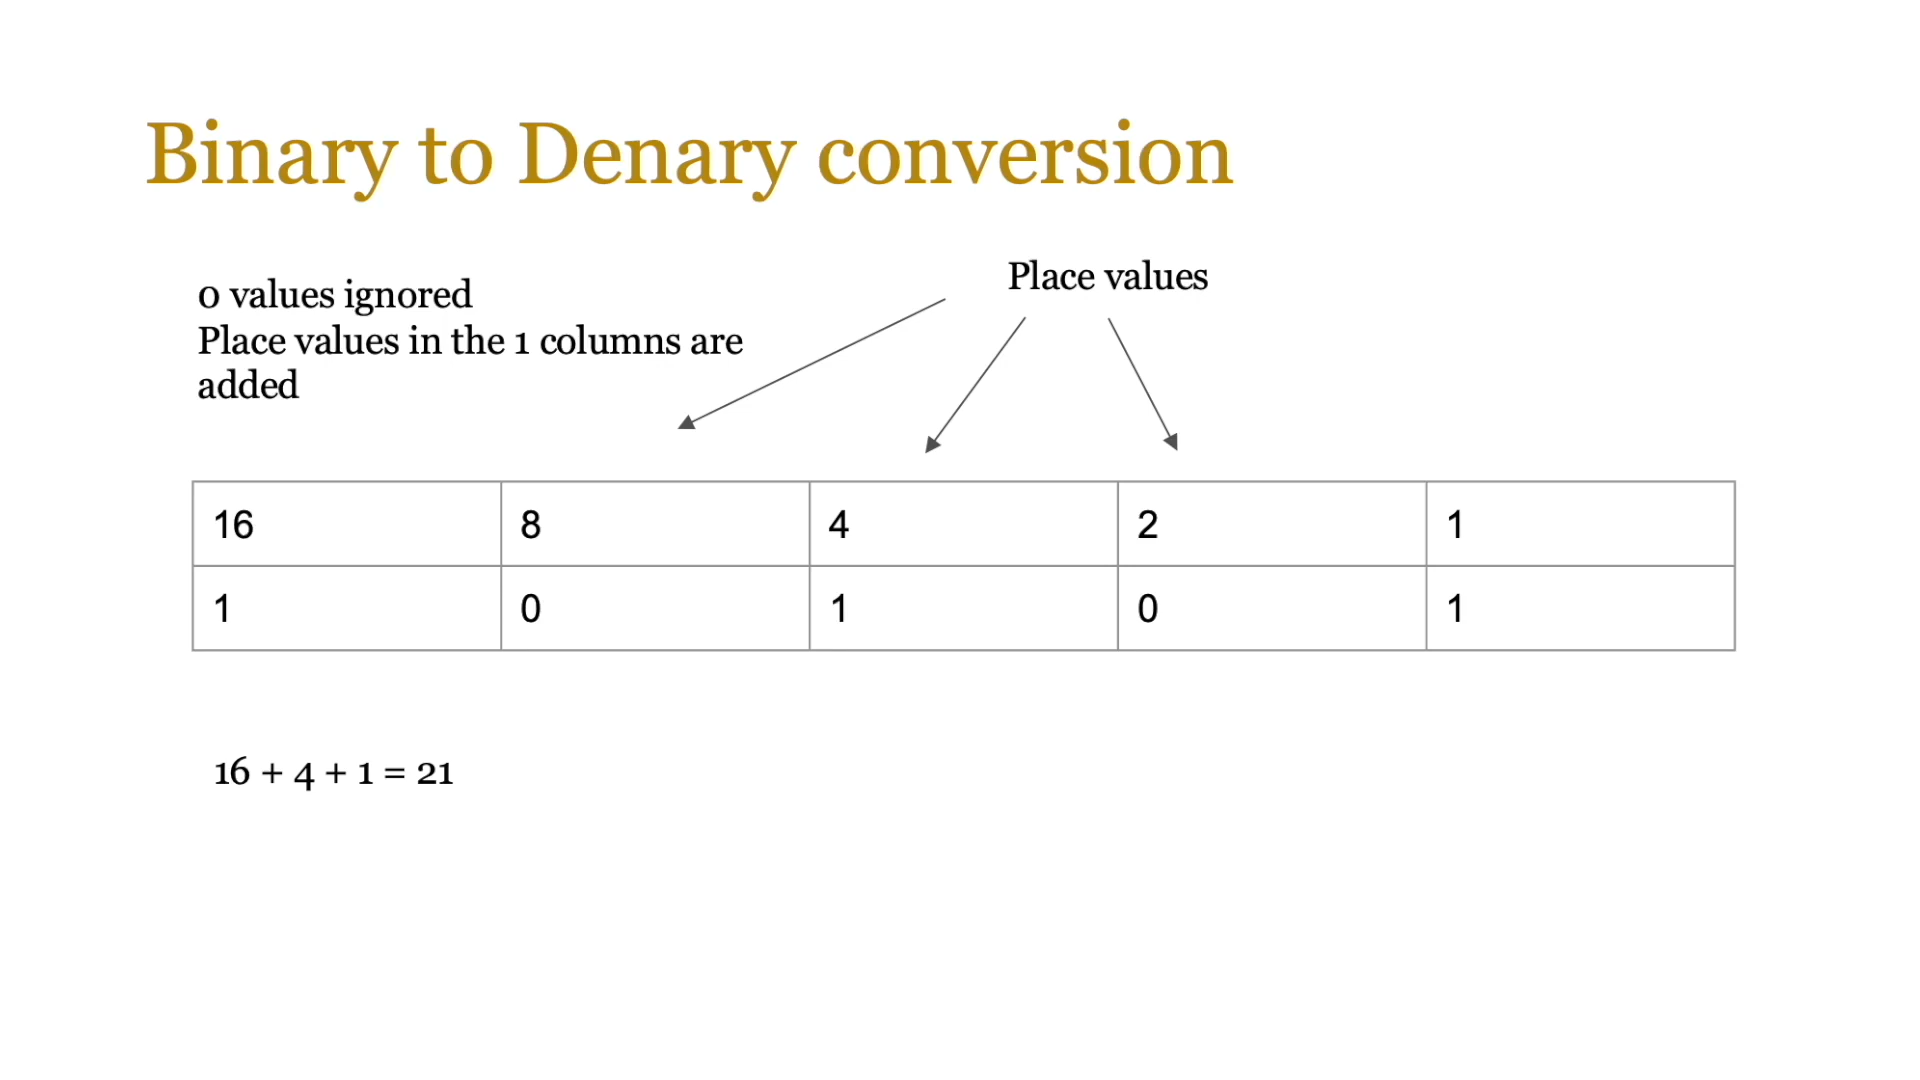 Binary to Denary conversion
0 values ignored
Place values in the 1 columns are
added
Place values
16 8 4 2 1
1 0 1 0 1
16 + 4 + 1 = 21